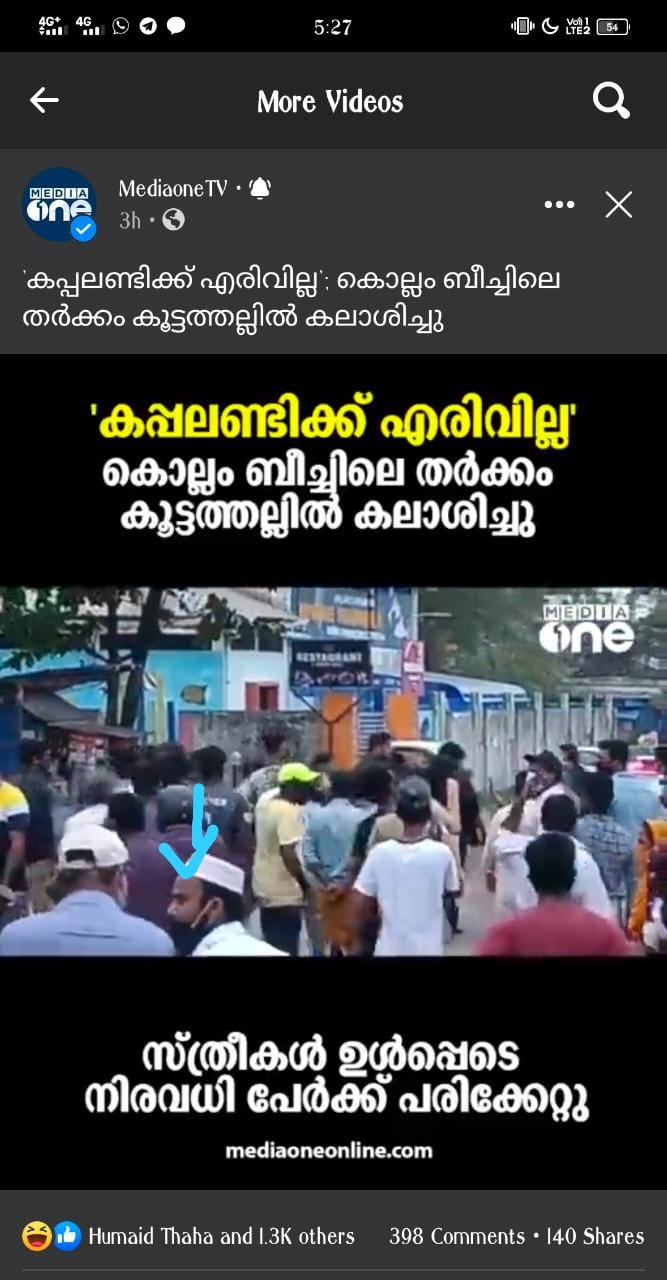 4G+ 4G 5:27 Vo)) 1 LTE2 54
More Videos
MEDIA
one
MediaoneTV
3h
'കപ്പലണ്ടിക്ക് എരിവില്ല'; കൊല്ലം ബീച്ചിലെ
തർക്കം കൂട്ടത്തല്ലിൽ കലാശിച്ചു
'കപ്പലണ്ടിക്ക് എരിവില്ല'
കൊല്ലം ബീച്ചിലെ തർക്കം
കൂട്ടത്തല്ലിൽ കലാശിച്ചു
MEDIA
one
RESTAURANT
സ്ത്രീകൾ ഉൾപ്പെടെ
നിരവധി പേർക്ക് പരിക്കേറ്റു
mediaoneonline.com
Humaid Thaha and 1.3K others 398 Comments • 140 Shares